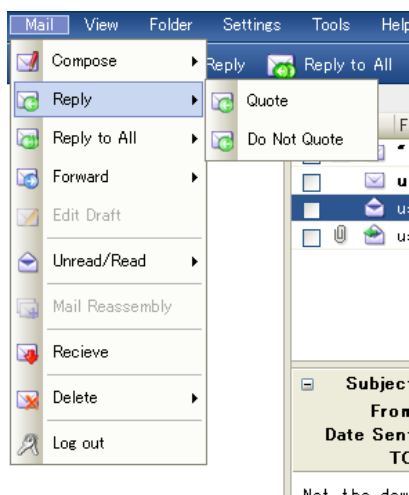 Mail View Folder Settings Tools Help
Compose
Reply Reply to All
Reply
Quote
Reply to All
Do Not Quote
Forward
Edit Draft
Unread/Read
Mail Reassembly
Recieve
Subject
Delete
From
Date Sent
Log out
TO